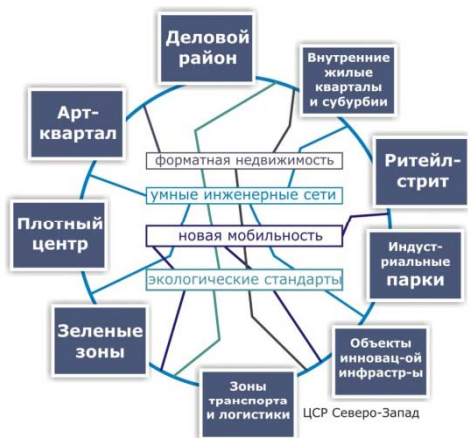 Деловой
район
Внутренние
жилые
кварталы
и субурбии
Арт-
квартал
форматная недвижимость
Ритейл-
стрит
умные инженерные сети
Плотный
центр
новая мобильность
Индуст-
риальные
парки
экологические стандарты
Зеленые
зоны
Объекты
инновац-ой
инфрастр-ы
Зоны
транспорта
и логистики
ЦСР Северо-Запад